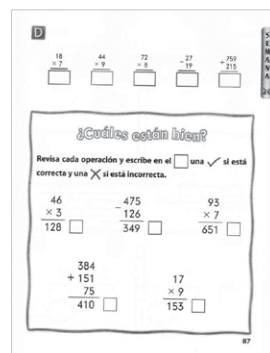 D
18 44 72 - 27 + 759
× 7 × 9 × 8 19 215
¿Cuáles están bien?
Revisa cada operación y escribe en el □ una ✓ si está
correcta y una ✗ si está incorrecta.
46 - 475 93
× 3 126 × 7
128 349 651
384
+ 151 17
75 × 9
410 153
87